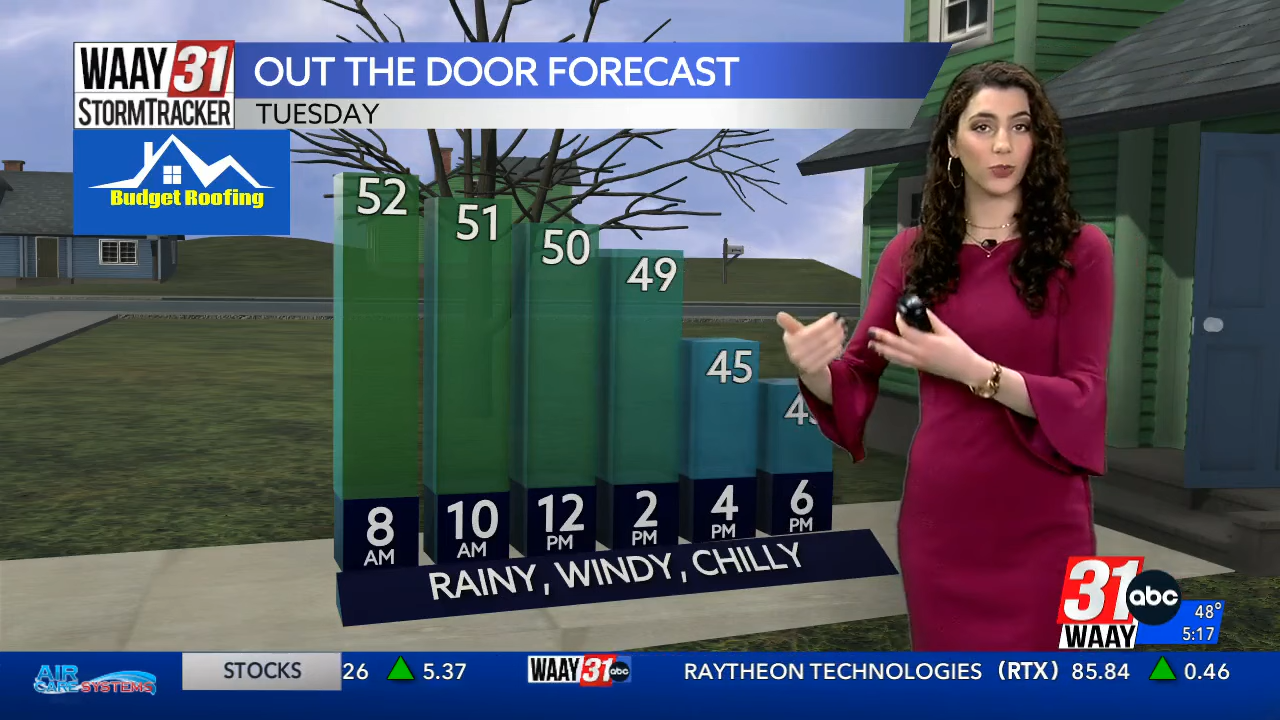 WAAY 31
STORMTRACKER
OUT THE DOOR FORECAST
TUESDAY
Budget Roofing
52
51
50
49
45
8
AM
10
AM
12
PM
2
PM
4
PM
6
PM
RAINY, WINDY, CHILLY
31
abc
WAAY
48°
5:17
AIR
CARE SYSTEMS
STOCKS
26 ▲ 5.37
WAAY 31 abc
RAYTHEON TECHNOLOGIES (RTX) 85.84 ▲ 0.46